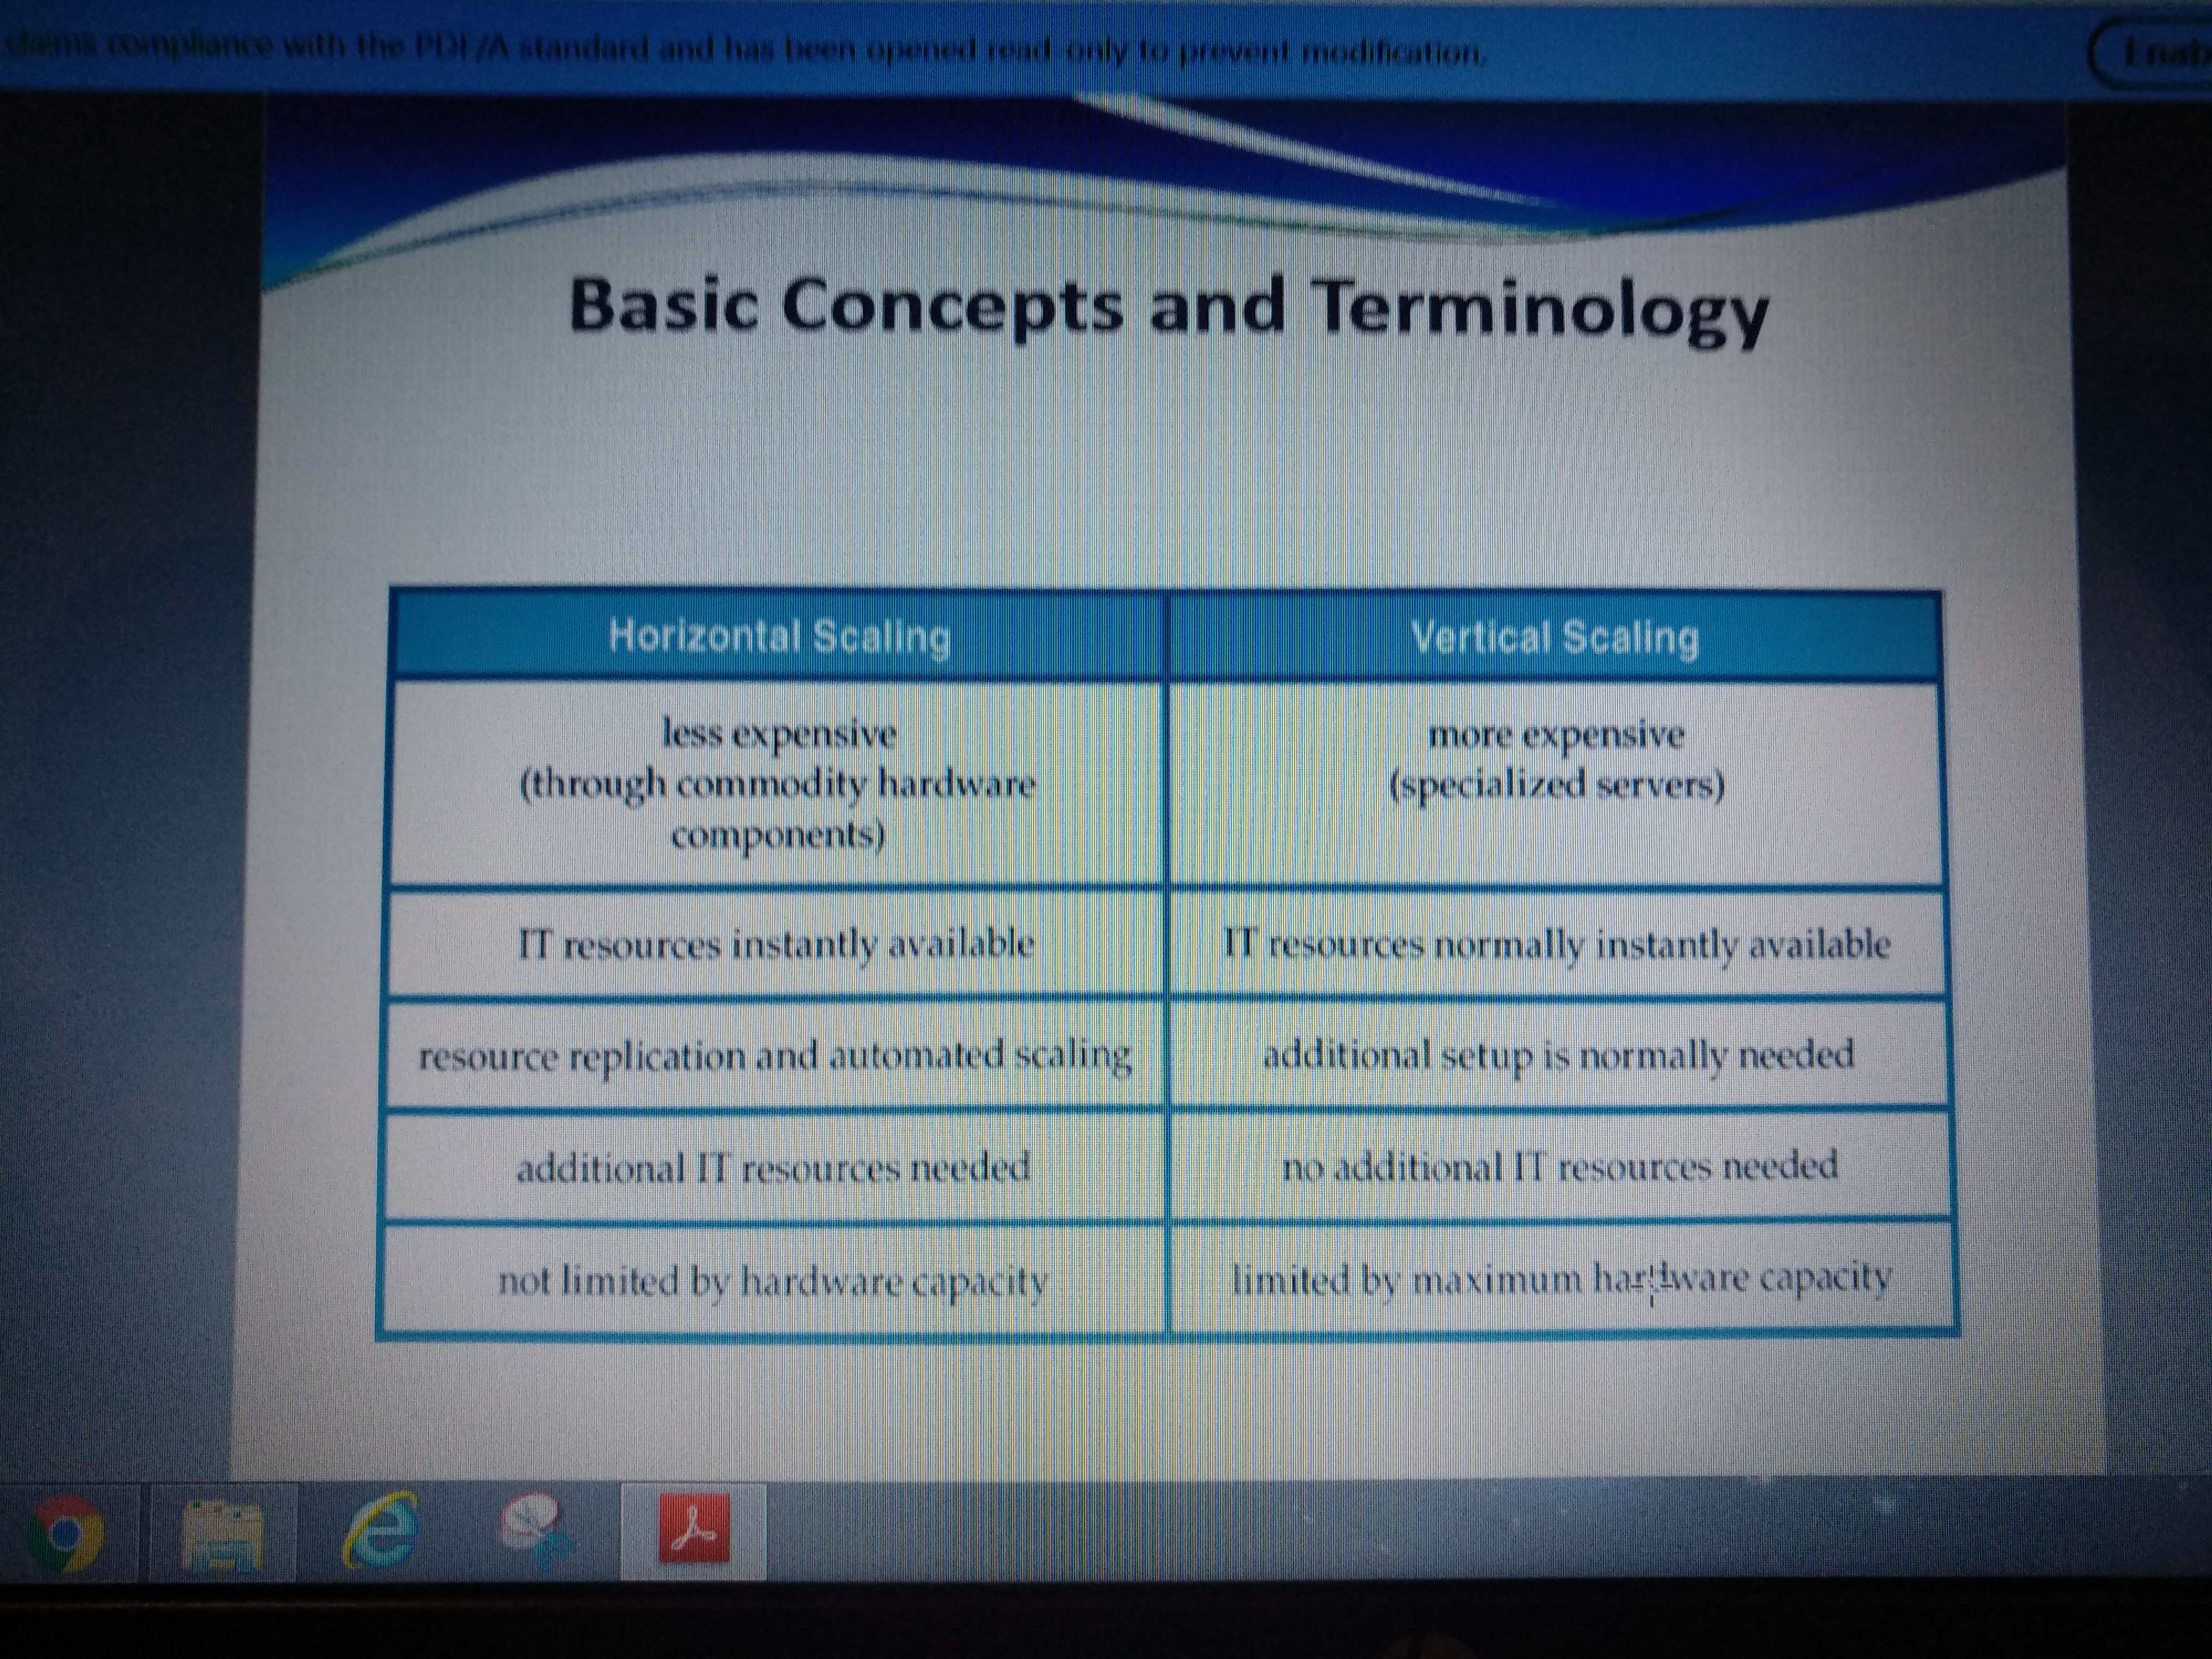 claims compliance with the PDF/A standard and has been opened read-only to prevent modification.
Basic Concepts and Terminology
Horizontal Scaling
Vertical Scaling
less expensive
(through commodity hardware
components)
more expensive
(specialized servers)
IT resources instantly available
IT resources normally instantly available
resource replication and automated scaling
additional setup is normally needed
additional IT resources needed
no additional IT resources needed
not limited by hardware capacity
limited by maximum hardware capacity